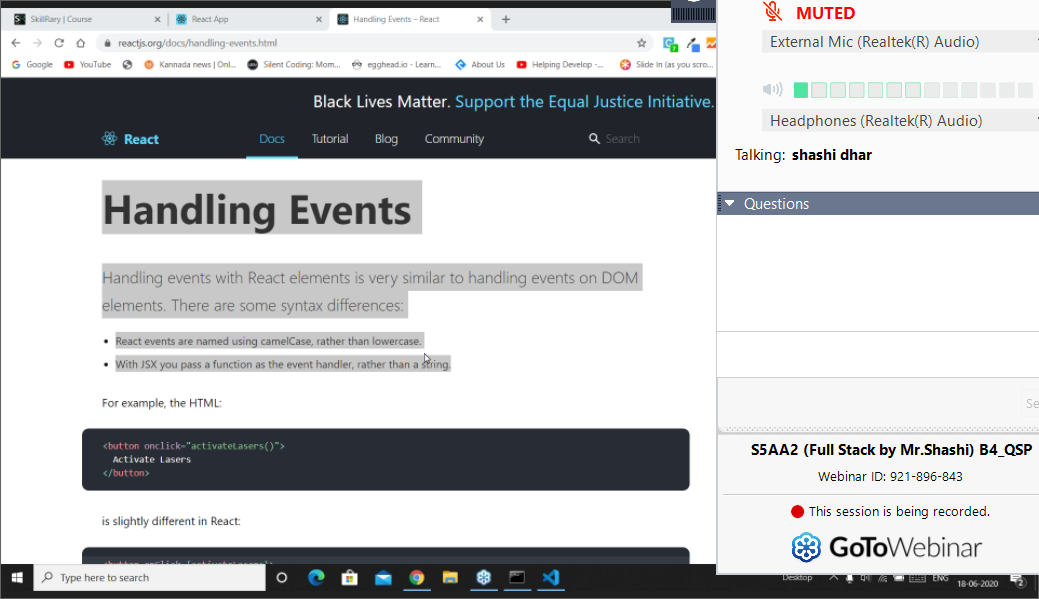 SkillRary | Course
React App
Handling Events – React
reactjs.org/docs/handling-events.html
Google
YouTube
Kannada news | Onl...
Silent Coding: Mom...
egghead.io - Learn...
About Us
Helping Develop -...
Slide In (as you scro...
Black Lives Matter. Support the Equal Justice Initiative.
React
Docs
Tutorial
Blog
Community
Search
Handling Events
Handling events with React elements is very similar to handling events on DOM
elements. There are some syntax differences:
• React events are named using camelCase, rather than lowercase.
• With JSX you pass a function as the event handler, rather than a string.
For example, the HTML:
<button onclick="activateLasers()">
Activate Lasers
</button>
is slightly different in React:
<button onClick={activateLasers}>
Type here to search
Desktop
ENG
18-06-2020
2
MUTED
External Mic (Realtek(R) Audio)
Headphones (Realtek(R) Audio)
Talking: shashi dhar
Questions
Se
S5AA2 (Full Stack by Mr.Shashi) B4_QSP
Webinar ID: 921-896-843
This session is being recorded.
GoToWebinar